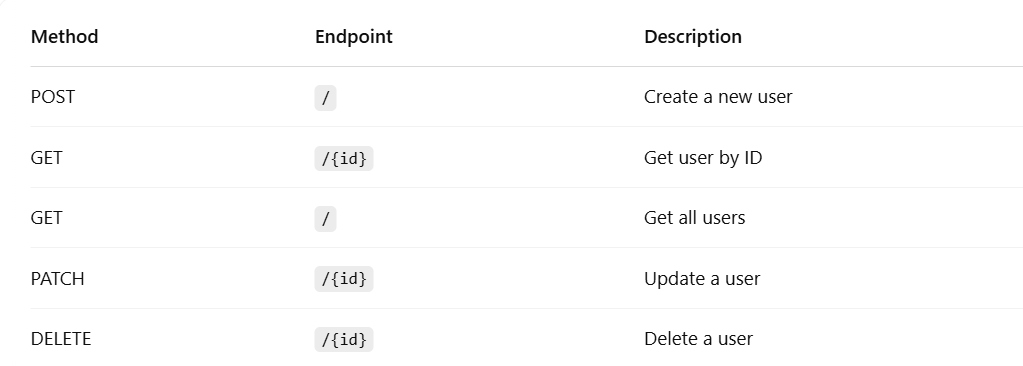 Method Endpoint Description
POST / Create a new user
GET /{id} Get user by ID
GET / Get all users
PATCH /{id} Update a user
DELETE /{id} Delete a user